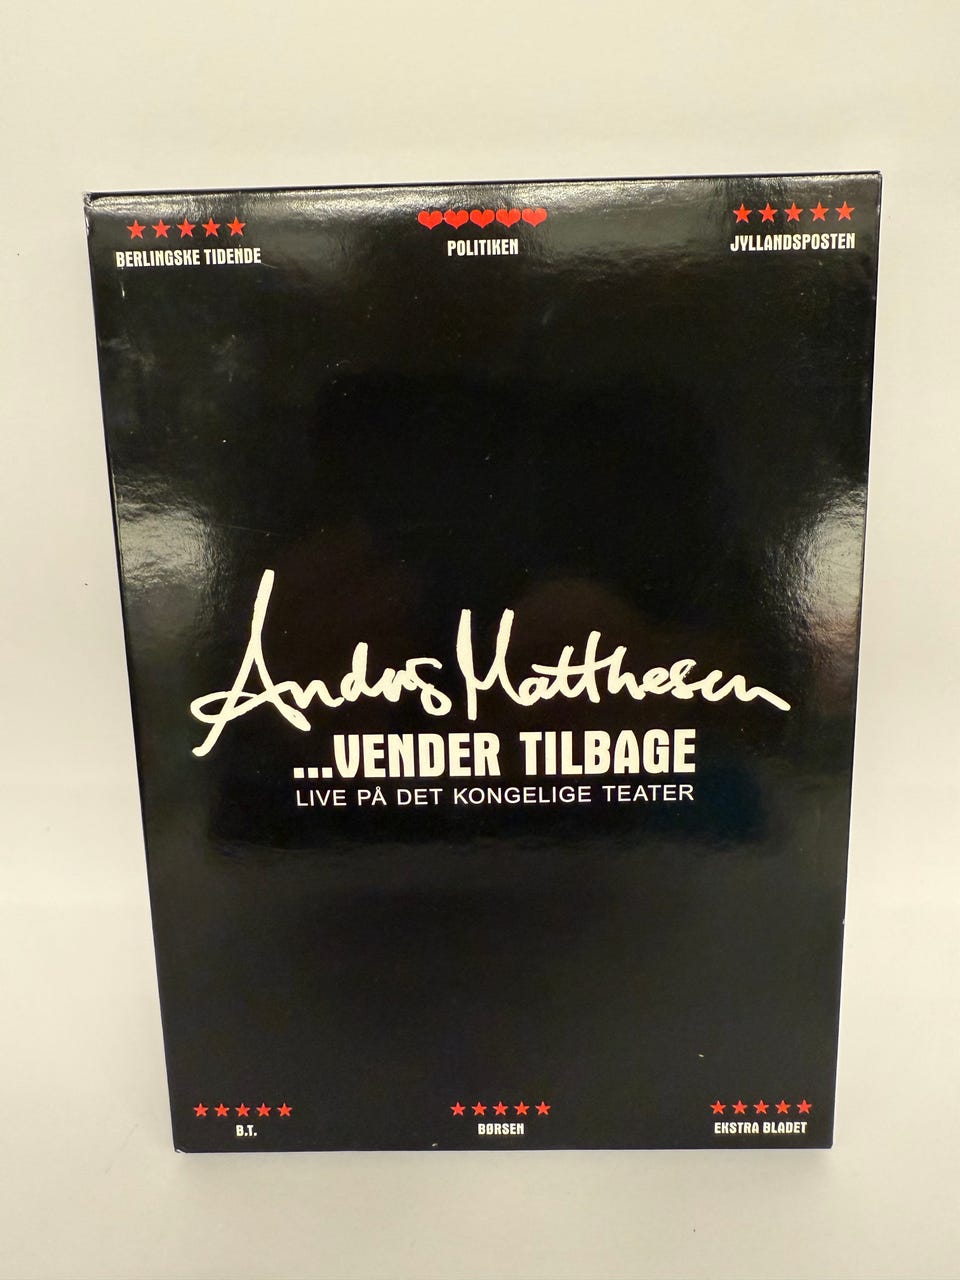 BERLINGSKE TIDENDE
POLITIKEN
JYLLANDSPOSTEN
Anders Matthesen
...VENDER TILBAGE
LIVE PÅ DET KONGELIGE TEATER
B.T.
BØRSEN
EKSTRA BLADET